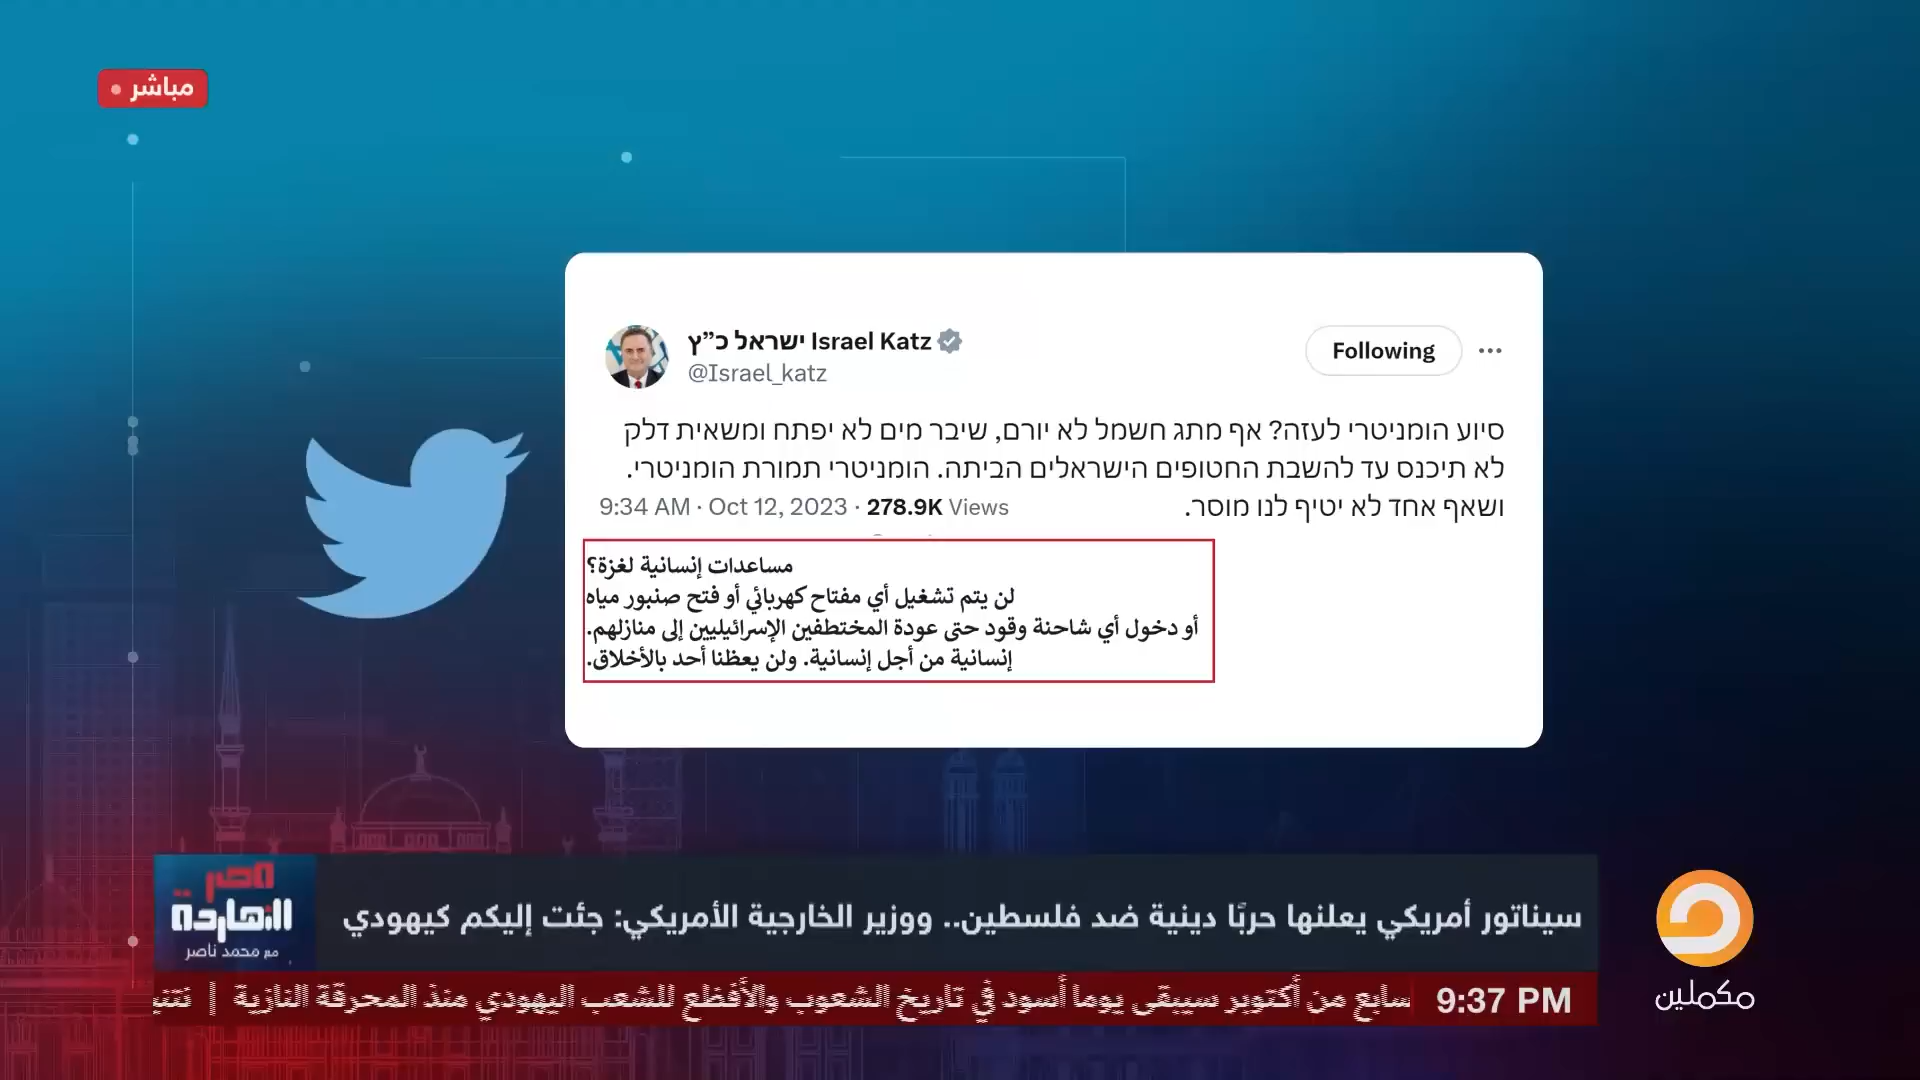 مباشر
ישראל כ”ץ Israel Katz
@Israel_katz
Following
סיוע הומניטרי לעזה? אף מתג חשמל לא יורם, שיבר מים לא יפתח ומשאית דלק
לא תיכנס עד להשבת החטופים הישראלים הביתה. הומניטרי תמורת הומניטרי.
ושאף אחד לא יטיף לנו מוסר.
9:34 AM · Oct 12, 2023 · 278.9K Views
مساعدات إنسانية لغزة؟
لن يتم تشغيل أي مفتاح كهربائي أو فتح صنبور مياه
أو دخول أي شاحنة وقود حتى عودة المختطفين الإسرائيليين إلى منازلهم.
إنسانية من أجل إنسانية. ولن يعظنا أحد بالأخلاق.
مصر
النهاردة
مع محمد ناصر
سيناتور أمريكي يعلنها حربًا دينية ضد فلسطين.. ووزير الخارجية الأمريكي: جئت إليكم كيهودي
سابع من أكتوبر سيبقى يوما أسود في تاريخ الشعوب والأفظع للشعب اليهودي منذ المحرقة النازية |
9:37 PM
مكملين